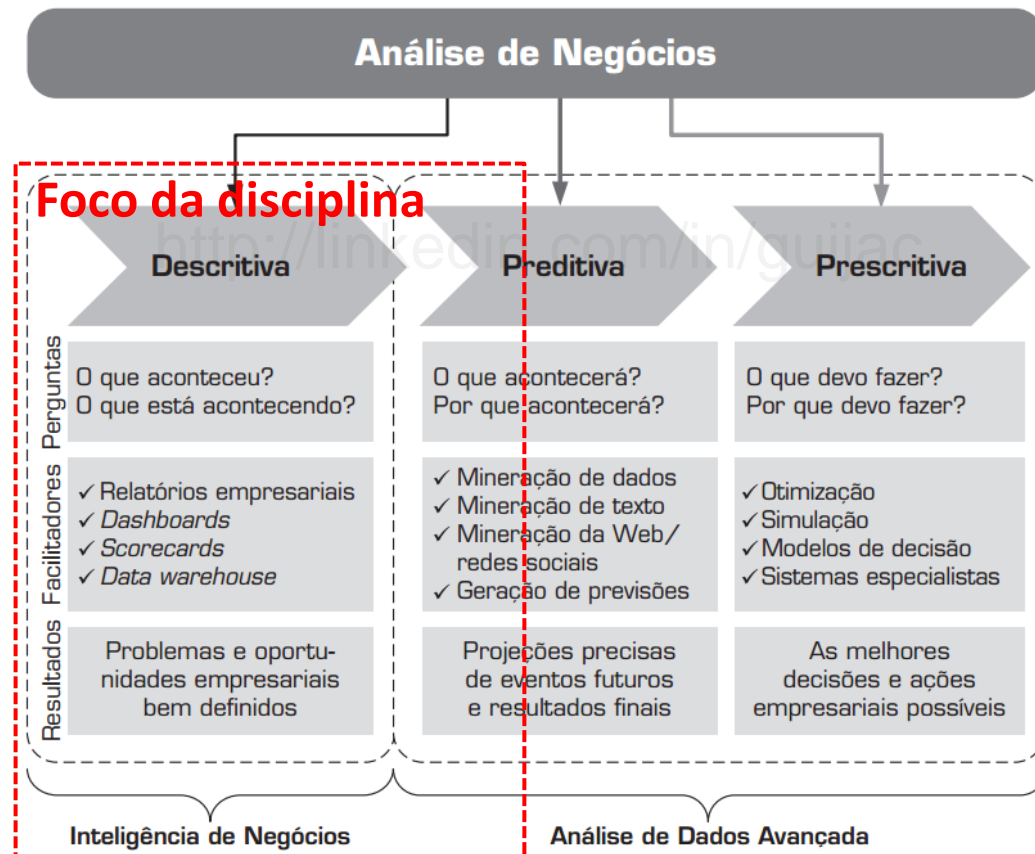 Análise de Negócios
Foco da disciplina
http://linkedin.com/in/guijac
Descritiva
Preditiva
Prescritiva
Perguntas
O que aconteceu?
O que está acontecendo?
O que acontecerá?
Por que acontecerá?
O que devo fazer?
Por que devo fazer?
Facilitadores
✓ Relatórios empresariais
✓ Dashboards
✓ Scorecards
✓ Data warehouse
✓ Mineração de dados
✓ Mineração de texto
✓ Mineração da Web/
redes sociais
✓ Geração de previsões
✓ Otimização
✓ Simulação
✓ Modelos de decisão
✓ Sistemas especialistas
Resultados
Problemas e oportu-
nidades empresariais
bem definidos
Projeções precisas
de eventos futuros
e resultados finais
As melhores
decisões e ações
empresariais possíveis
Inteligência de Negócios
Análise de Dados Avançada